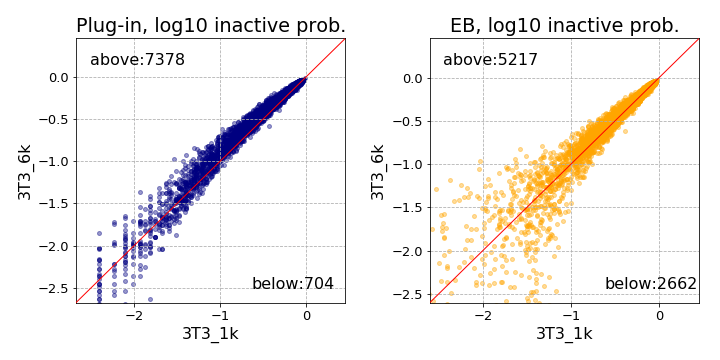 Plug-in, log10 inactive prob.
above:7378
0.0
−0.5
−1.0
−1.5
−2.0
−2.5
3T3_6k
below:704
−2
−1
0
3T3_1k
EB, log10 inactive prob.
above:5217
0.0
−0.5
−1.0
−1.5
−2.0
−2.5
3T3_6k
below:2662
−2
−1
0
3T3_1k